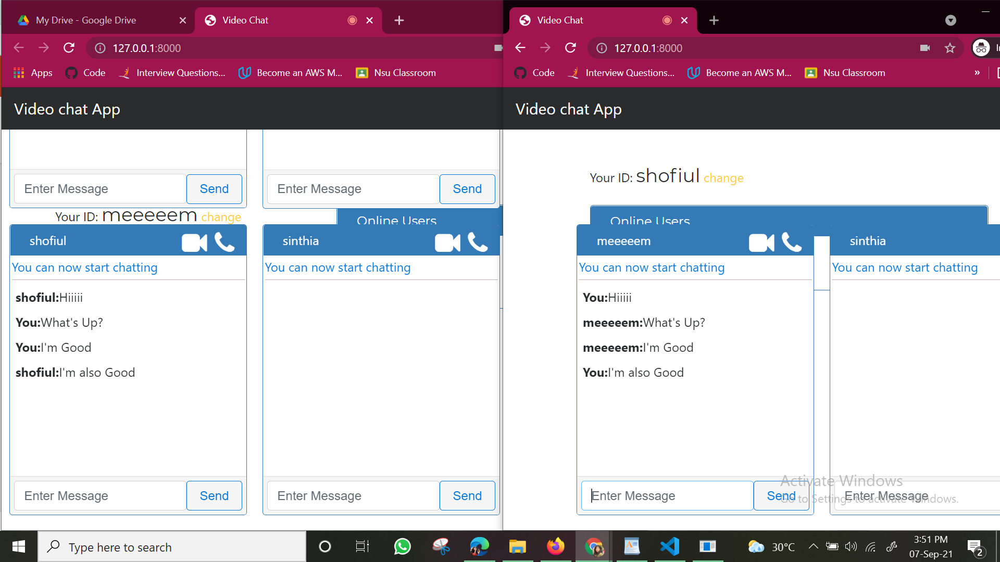 My Drive - Google Drive
Video Chat
127.0.0.1:8000
Apps
Code
Interview Questions...
Become an AWS M...
Nsu Classroom
Video chat App
Enter Message
Send
Enter Message
Send
Your ID: meeeeem change
Online Users
shofiul
sinthia
You can now start chatting
You can now start chatting
shofiul:Hiiiii
You:What's Up?
You:I'm Good
shofiul:I'm also Good
Enter Message
Send
Enter Message
Send
Video Chat
127.0.0.1:8000
Code
Interview Questions...
Become an AWS M...
Nsu Classroom
»
Video chat App
Your ID: shofiul change
Online Users
meeeeem
sinthia
You can now start chatting
You can now start chatting
You:Hiiiii
meeeeem:What's Up?
meeeeem:I'm Good
You:I'm also Good
Enter Message
Send
Enter Message
Activate Windows
Go to Settings to activate Windows.
Type here to search
30°C
3:51 PM
07-Sep-21
2